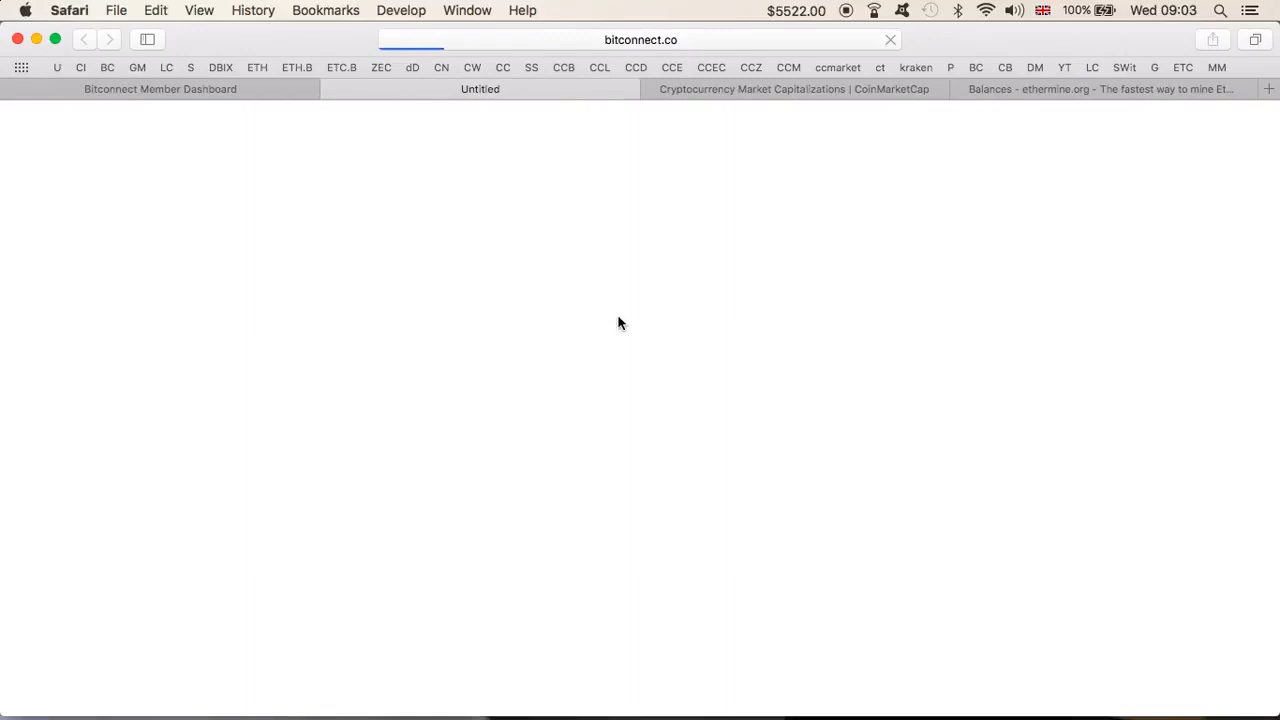 Safari File Edit View History Bookmarks Develop Window Help $5522.00 100% Wed 09:03
bitconnect.co
U CI BC GM LC S DBIX ETH ETH.B ETC.B ZEC dD CN CW CC SS CCB CCL CCD CCE CCEC CCZ CCM ccmarket ct kraken P BC CB DM YT LC SWit G ETC MM
Bitconnect Member Dashboard Untitled Cryptocurrency Market Capitalizations | CoinMarketCap Balances - ethermine.org - The fastest way to mine Et...